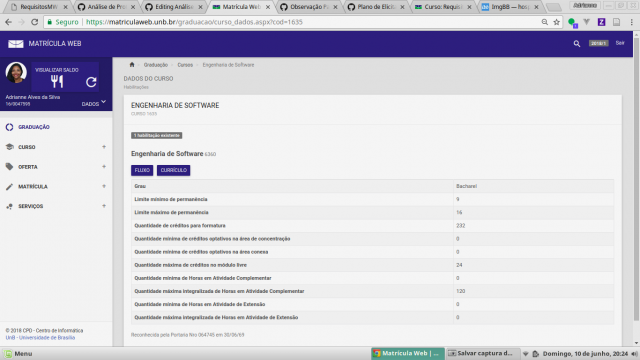 RequisitosMW
Análise de Pro
Editing Análise
Matrícula Web
Observação Pa
Plano de Elicit
Curso: Requisi
ImgBB — hosp
Adrianne
Seguro | https://matriculaweb.unb.br/graduacao/curso_dados.aspx?cod=1635
MATRÍCULA WEB
2018/1
Sair
VISUALIZAR SALDO
Adrianne Alves da Silva
16/0047595
DADOS
GRADUAÇÃO
CURSO +
OFERTA +
MATRÍCULA +
SERVIÇOS +
© 2018 CPD - Centro de Informática
UnB - Universidade de Brasília
Graduação Cursos Engenharia de Software
DADOS DO CURSO
Habilitações
ENGENHARIA DE SOFTWARE
CURSO 1635
1 habilitação existente
Engenharia de Software 6360
FLUXO CURRÍCULO
Grau Bacharel
Limite mínimo de permanência 9
Limite máximo de permanência 16
Quantidade de créditos para formatura 232
Quantidade mínima de créditos optativos na área de concentração 0
Quantidade mínima de créditos optativos na área conexa 0
Quantidade máxima de créditos no módulo livre 24
Quantidade mínima de Horas em Atividade Complementar 0
Quantidade máxima integralizada de Horas em Atividade Complementar 120
Quantidade mínima de Horas em Atividade de Extensão 0
Quantidade máxima integralizada de Horas em Atividade de Extensão 0
Reconhecida pela Portaria Nro 064745 em 30/06/69
Menu
Matrícula Web | ...
Salvar captura d...
Domingo, 10 de junho, 20:34